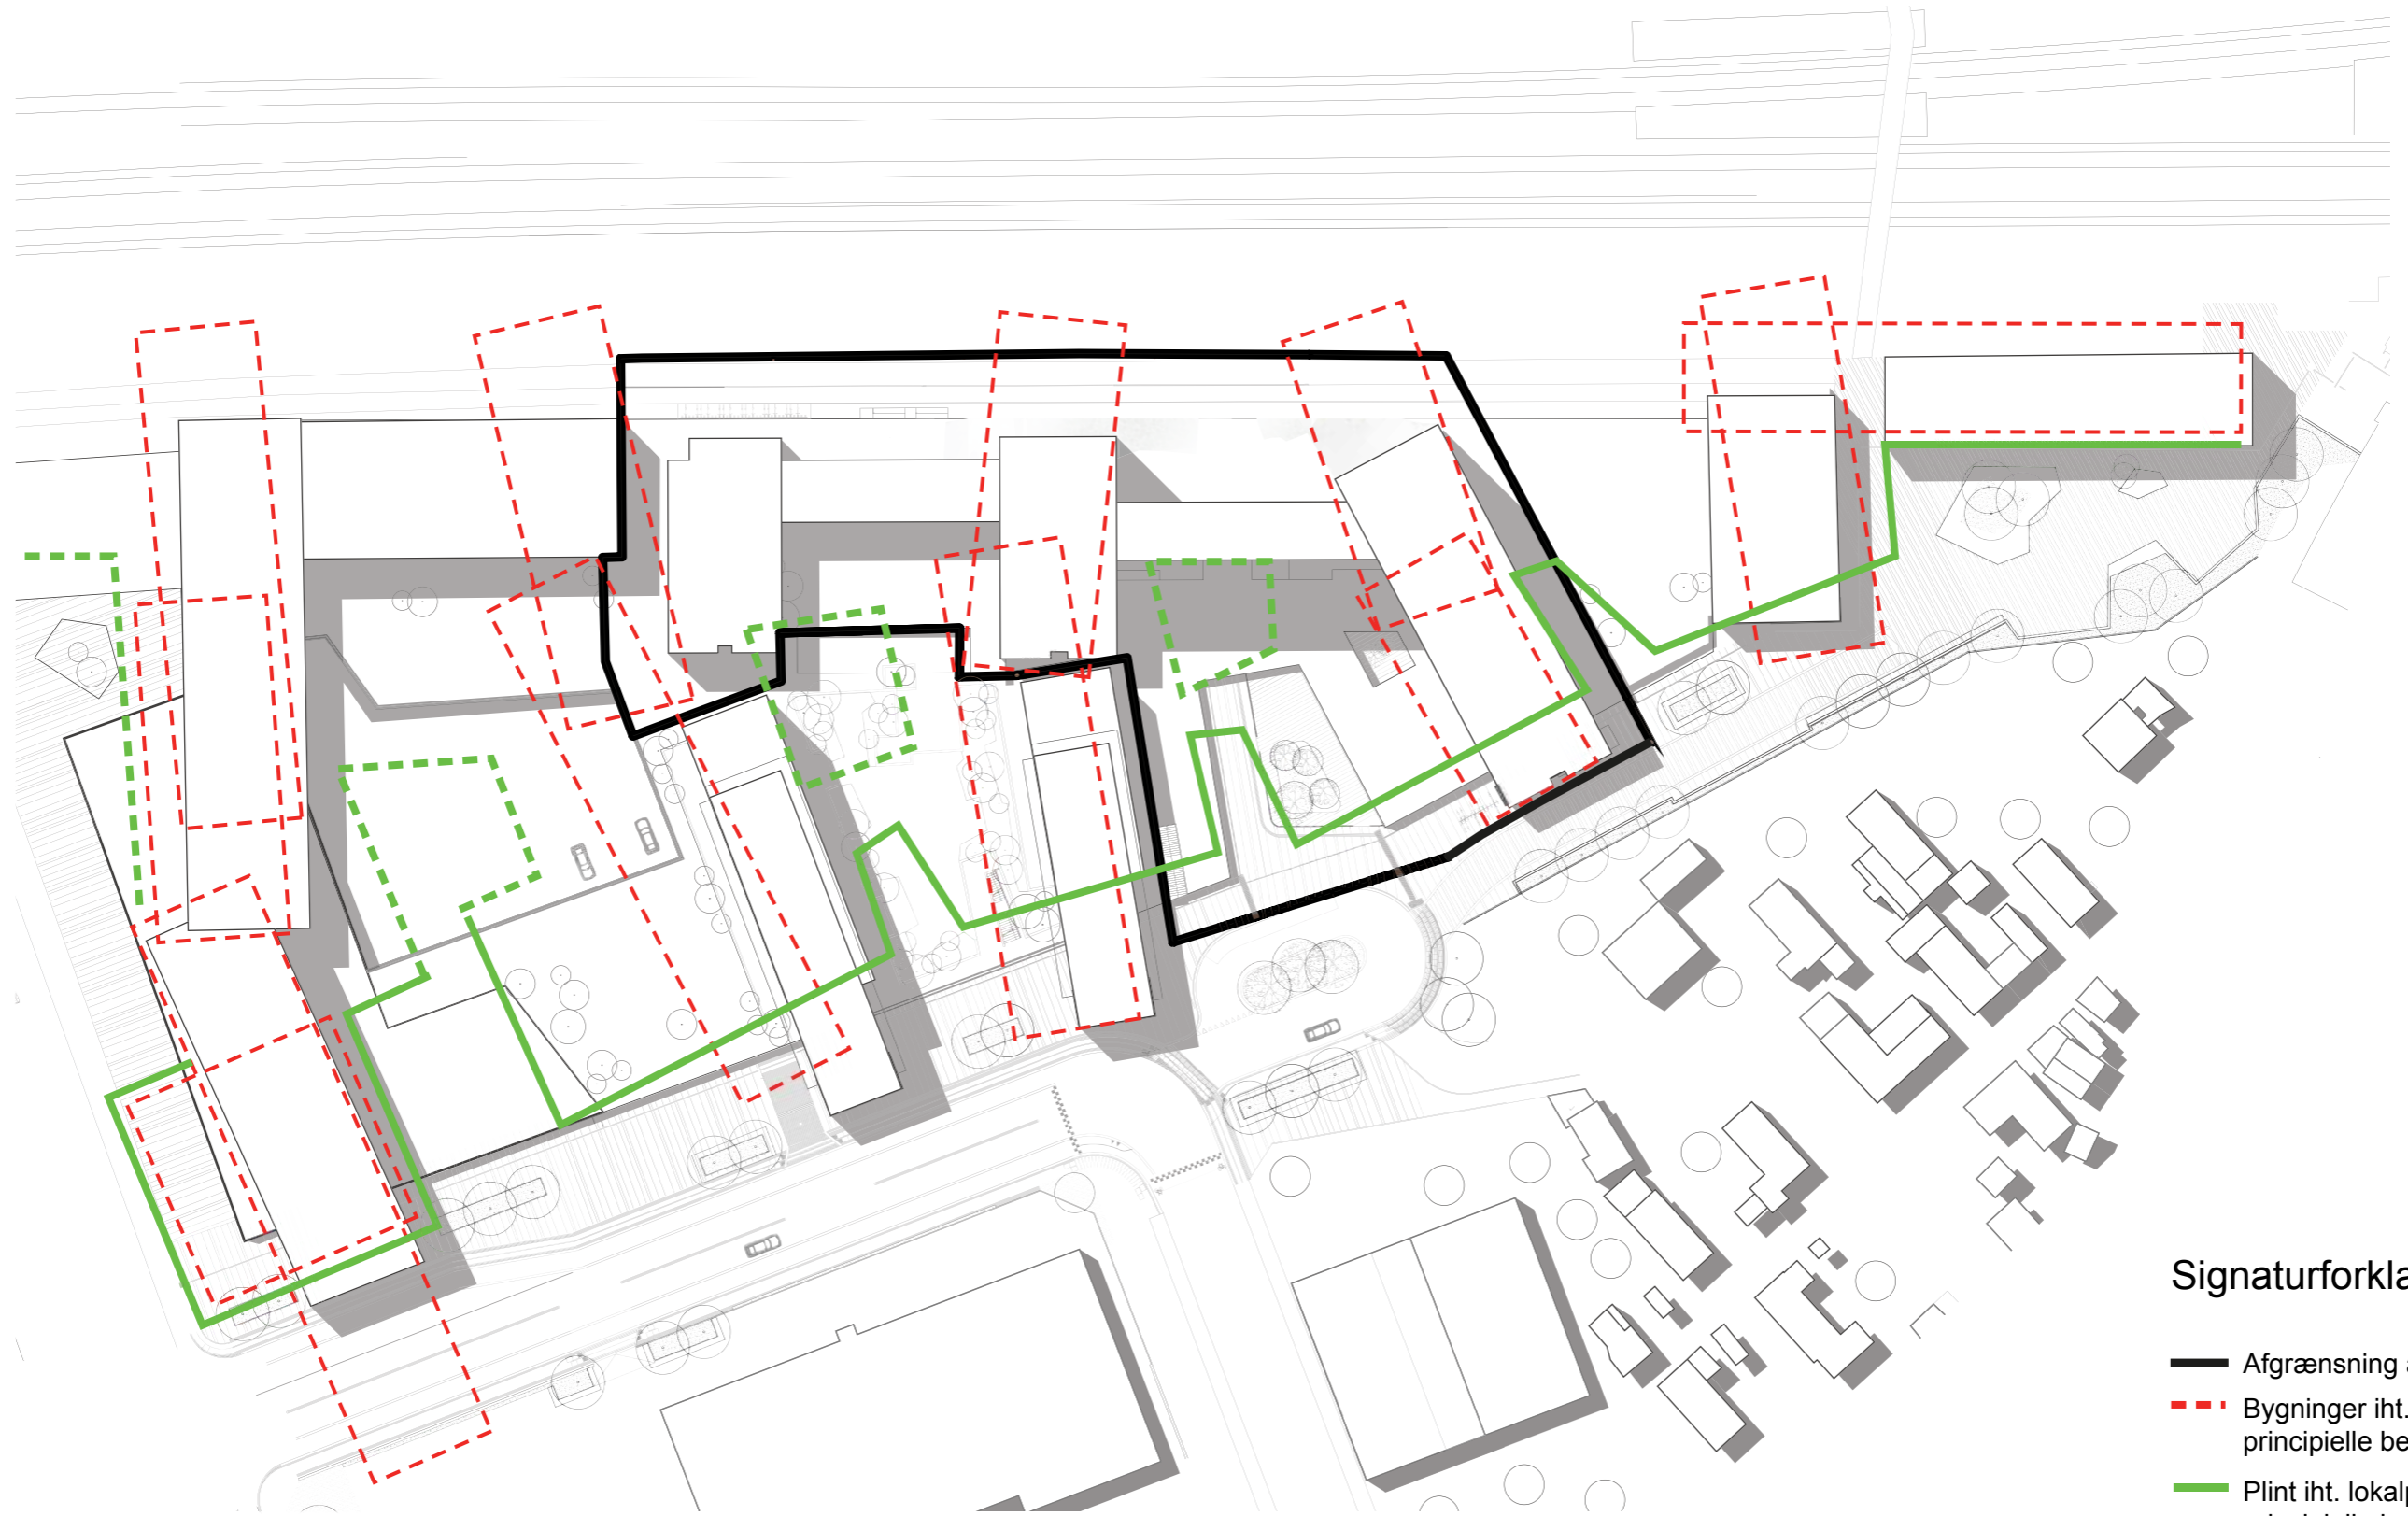 Signaturforkla
Afgrænsning
Bygninger iht.
principielle be
Plint iht. lokalp